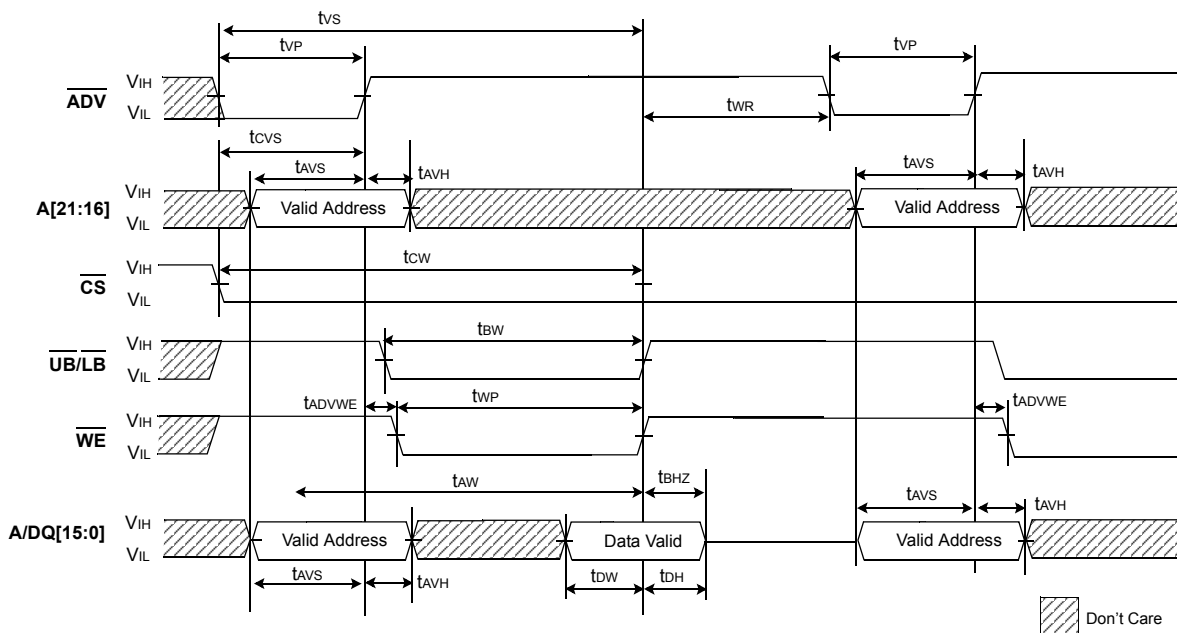 tVS
tVP
tVP
VIH
ADV
VIL
tWR
tCVS
tAVS
tAVH
tAVS
tAVH
VIH
A[21:16]
Valid Address
Valid Address
VIL
tCW
VIH
CS
VIL
tBW
VIH
UB/LB
VIL
tADVWE
tWP
tADVWE
VIH
WE
VIL
tAW
tBHZ
tAVS
tAVH
VIH
A/DQ[15:0]
Valid Address
Data Valid
Valid Address
VIL
tAVS
tAVH
tDW
tDH
Don't Care